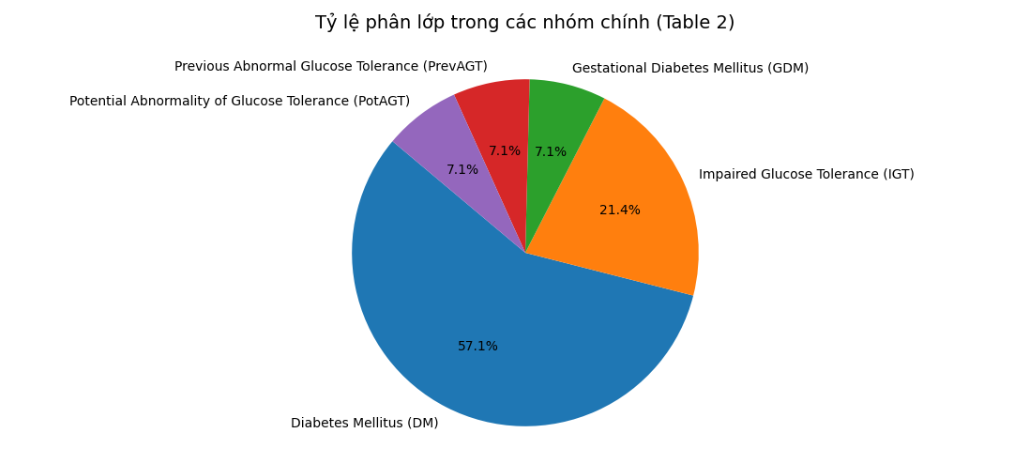 Tỷ lệ phân lớp trong các nhóm chính (Table 2)
Previous Abnormal Glucose Tolerance (PrevAGT)
Gestational Diabetes Mellitus (GDM)
Potential Abnormality of Glucose Tolerance (PotAGT)
7.1%
7.1%
7.1%
Impaired Glucose Tolerance (IGT)
21.4%
57.1%
Diabetes Mellitus (DM)